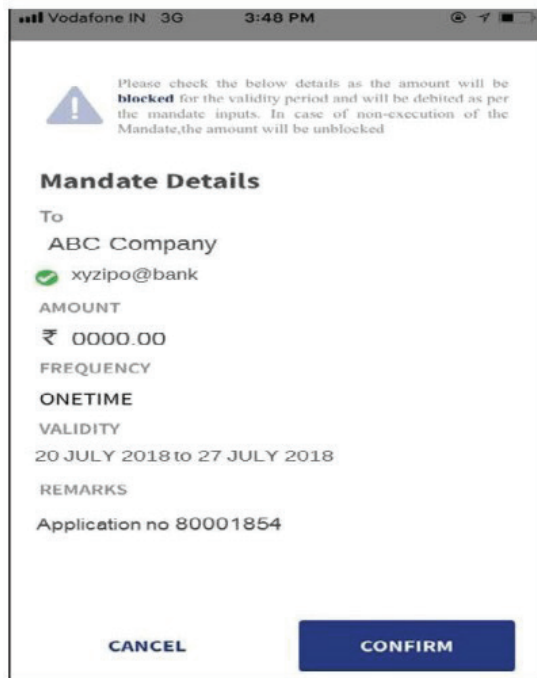 Vodafone IN 3G 3:48 PM
Please check the below details as the amount will be
blocked for the validity period and will be debited as per
the mandate inputs. In case of non-execution of the
Mandate,the amount will be unblocked
Mandate Details
To
ABC Company
xyzipo@bank
AMOUNT
₹ 0000.00
FREQUENCY
ONETIME
VALIDITY
20 JULY 2018 to 27 JULY 2018
REMARKS
Application no 80001854
CANCEL CONFIRM